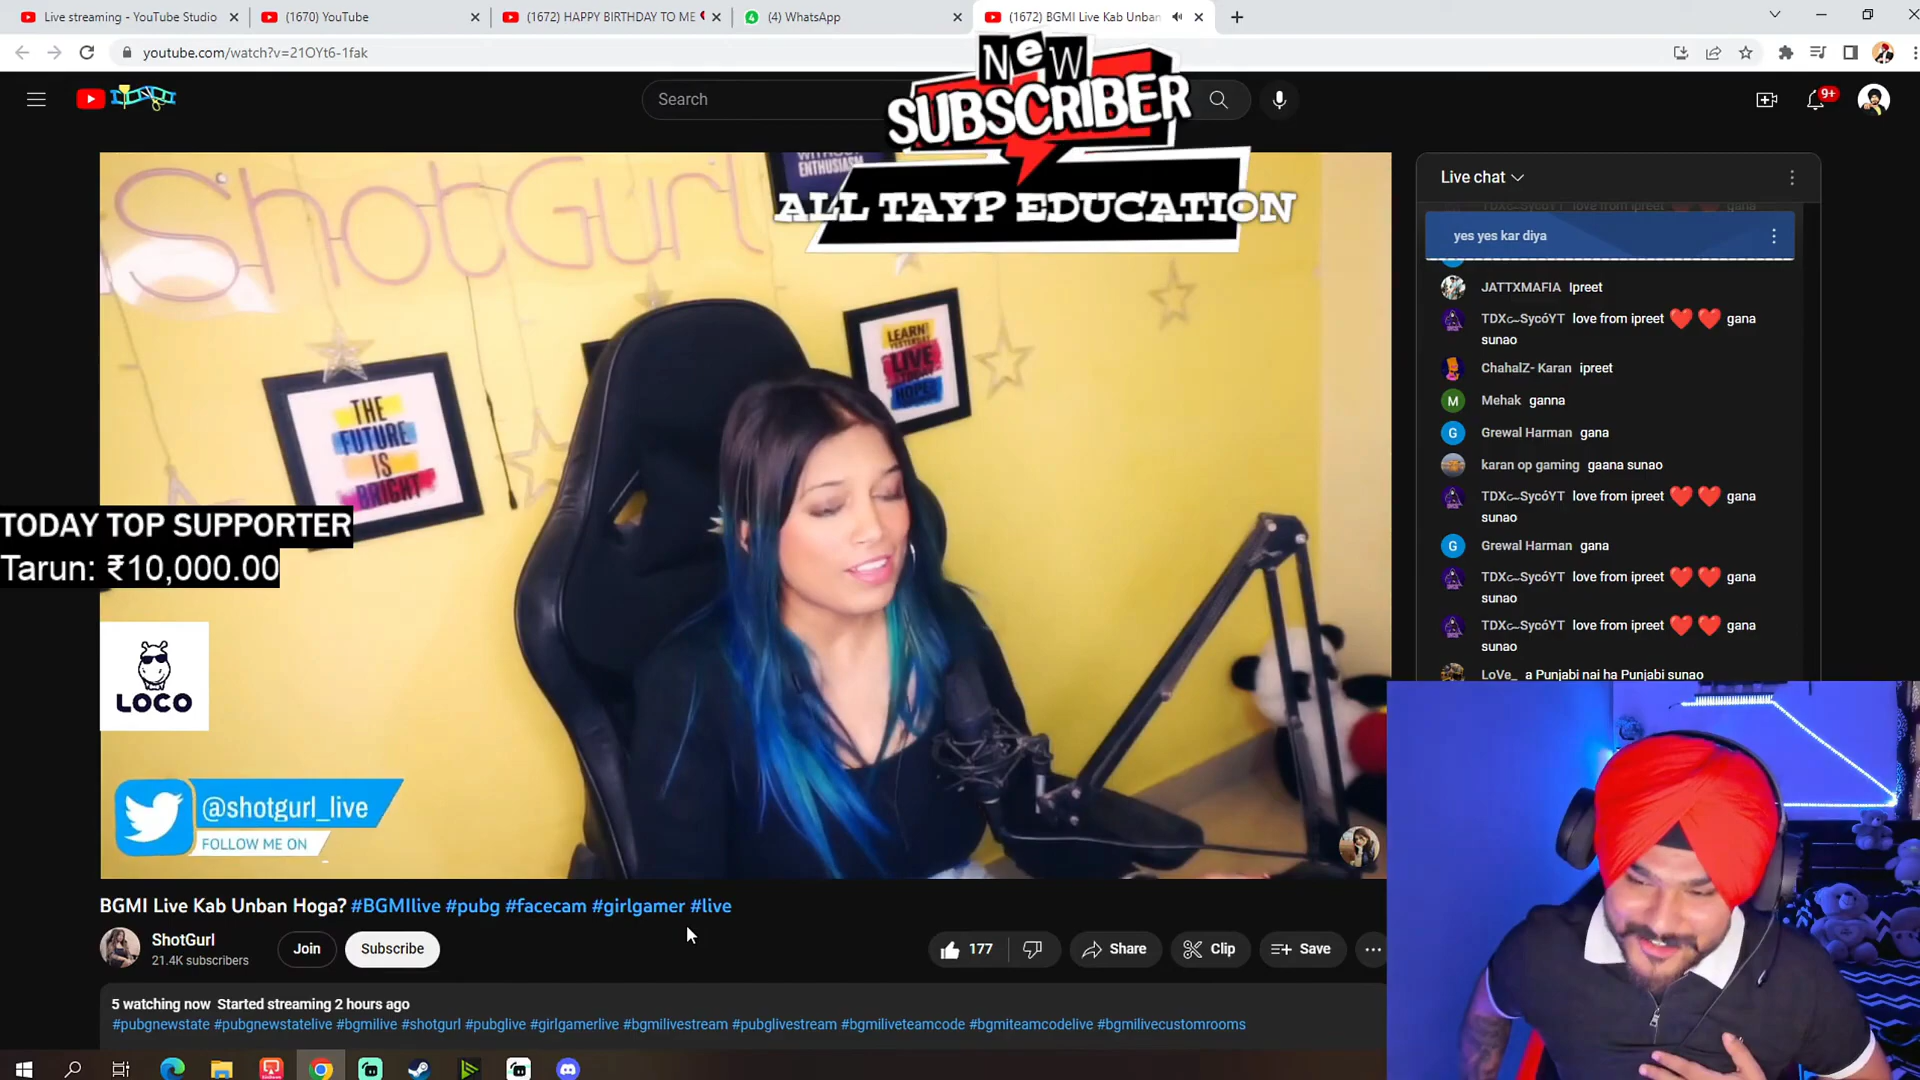 Live streaming - YouTube Studio
(1670) YouTube
(1672) HAPPY BIRTHDAY TO ME
(4) WhatsApp
(1672) BGMI Live Kab Unban
youtube.com/watch?v=21OYt6-1fak
Search
9+
NeW
SUBSCRIBER
ALL TAYP EDUCATION
ShotGurl
WITHOUT
ENTHUSIASM
THE
FUTURE
IS
BRIGHT
LEARN
YESTERDAY
LIVE
TODAY
HOPE
TODAY TOP SUPPORTER
Tarun: ₹10,000.00
LOCO
@shotgurl_live
FOLLOW ME ON
Live chat
yes yes kar diya
JATTXMAFIA Ipreet
love from ipreet ❤️ ❤️ gana
sunao
ChahalZ- Karan ipreet
M Mehak ganna
G Grewal Harman gana
karan op gaming gaana sunao
love from ipreet ❤️ ❤️ gana
sunao
G Grewal Harman gana
love from ipreet ❤️ ❤️ gana
sunao
love from ipreet ❤️ ❤️ gana
sunao
LoVe_ a Punjabi nai ha Punjabi sunao
BGMI Live Kab Unban Hoga? #BGMIlive #pubg #facecam #girlgamer #live
ShotGurl
21.4K subscribers
Join
Subscribe
177
Share
Clip
Save
5 watching now Started streaming 2 hours ago
#pubgnewstate #pubgnewstatelive #bgmilive #shotgurl #pubglive #girlgamerlive #bgmilivestream #pubglivestream #bgmiliveteamcode #bgmiteamcodelive #bgmilivecustomrooms